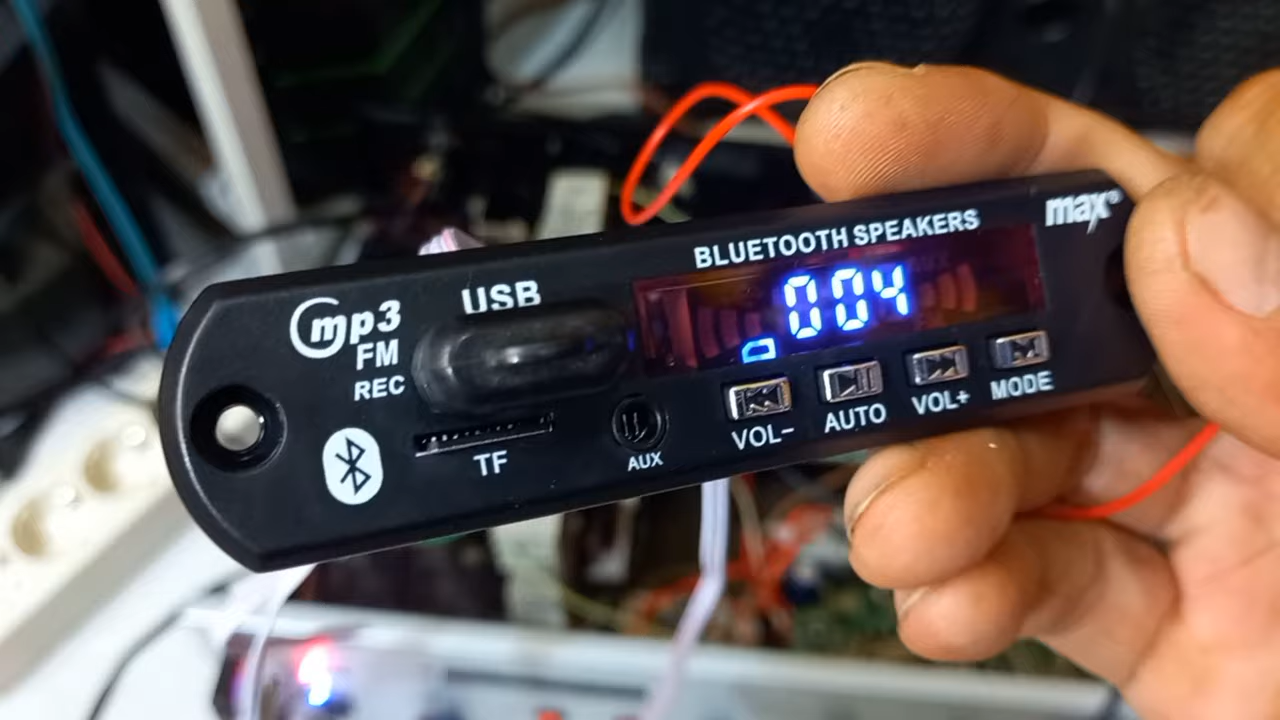 mp3
FM
REC
USB
TF
AUX
BLUETOOTH SPEAKERS
max®
004
VOL-
AUTO
VOL+
M
MODE